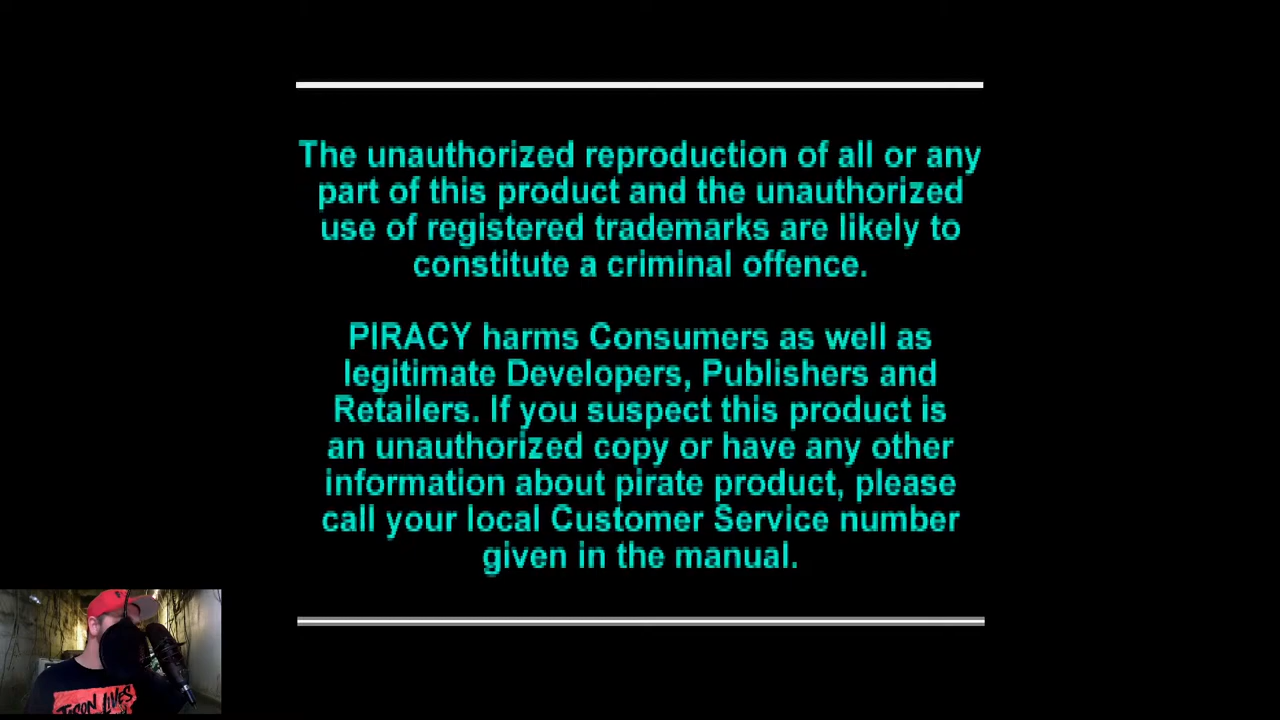 The unauthorized reproduction of all or any
part of this product and the unauthorized
use of registered trademarks are likely to
constitute a criminal offence.
PIRACY harms Consumers as well as
legitimate Developers, Publishers and
Retailers. If you suspect this product is
an unauthorized copy or have any other
information about pirate product, please
call your local Customer Service number
given in the manual.
JASON LIVES